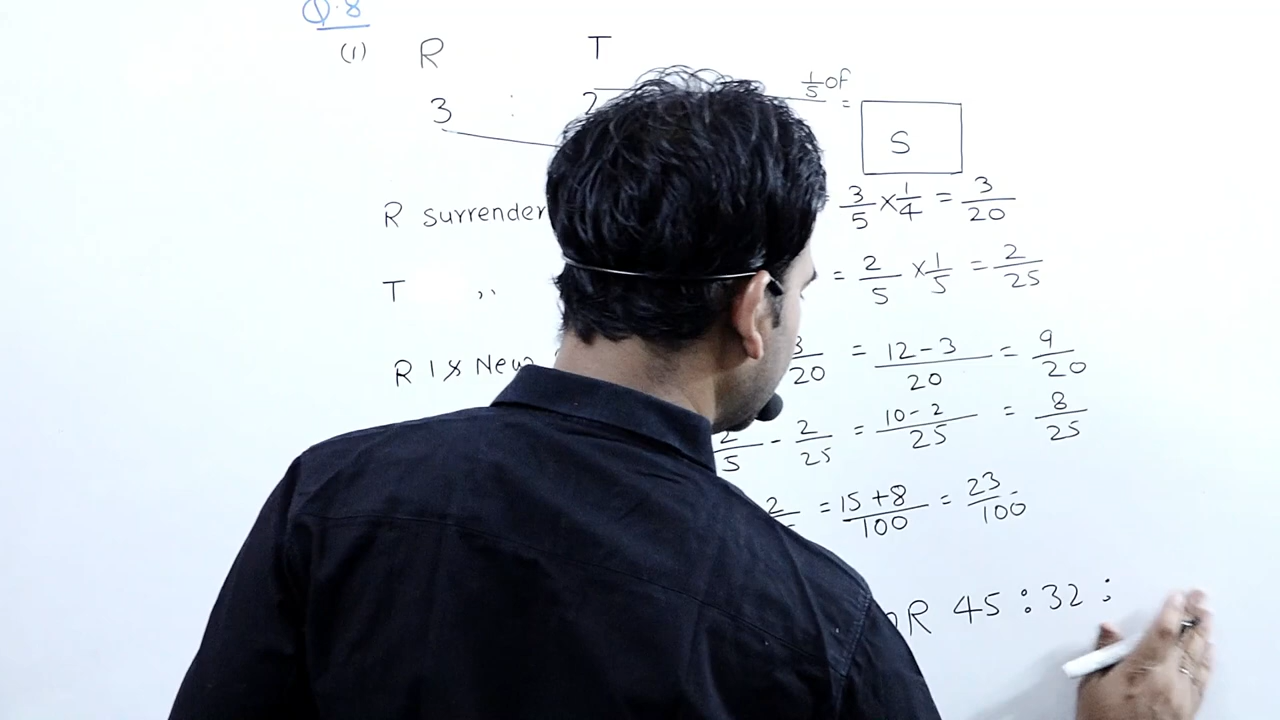 Q.8
(1) R T
1/5 of
3 : 2 =
S
R surrender 3/5 × 1/4 = 3/20
T ,, = 2/5 × 1/5 = 2/25
R's New 3/20 = 12-3/20 = 9/20
2/5 - 2/25 = 10-2/25 = 8/25
2 = 15+8/100 = 23/100
OR 45 : 32 :